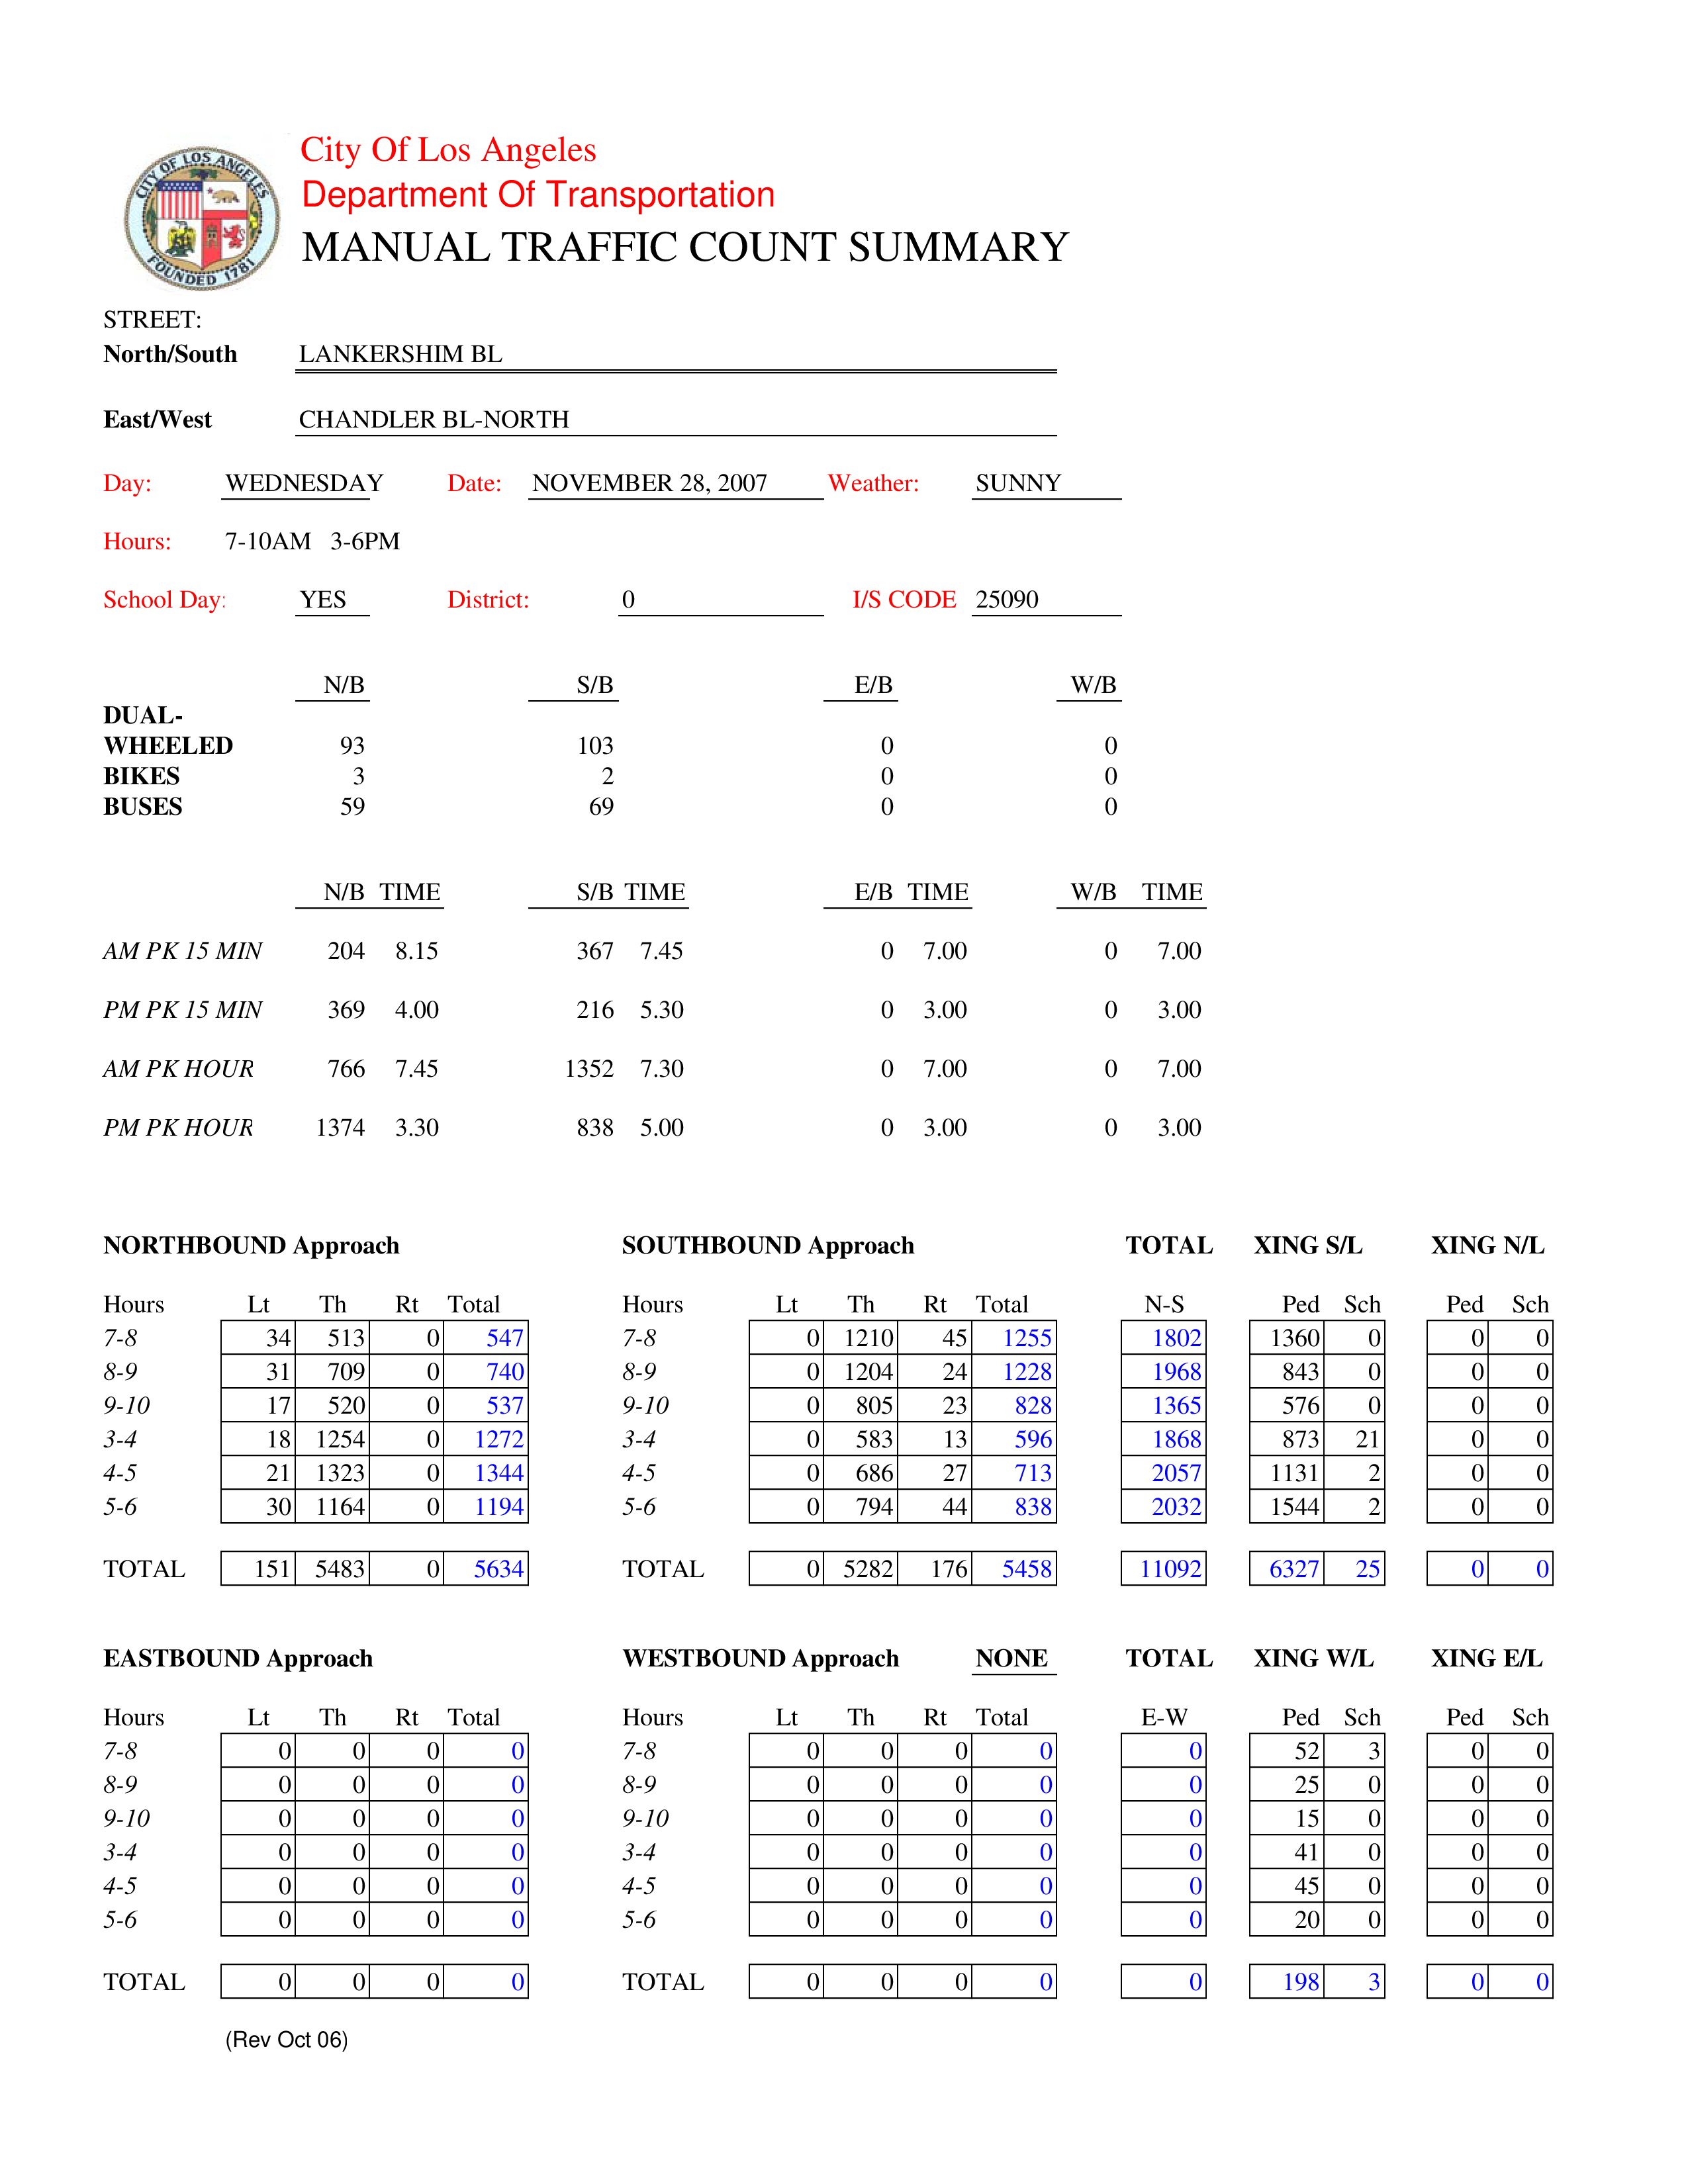 CITY OF LOS ANGELES
FOUNDED 1781
City Of Los Angeles
Department Of Transportation
MANUAL TRAFFIC COUNT SUMMARY
STREET:
North/South LANKERSHIM BL
East/West CHANDLER BL-NORTH
Day: WEDNESDAY Date: NOVEMBER 28, 2007 Weather: SUNNY
Hours: 7-10AM 3-6PM
School Day: YES District: 0 I/S CODE 25090
N/B S/B E/B W/B
DUAL-
WHEELED 93 103 0 0
BIKES 3 2 0 0
BUSES 59 69 0 0
N/B TIME S/B TIME E/B TIME W/B TIME
AM PK 15 MIN 204 8.15 367 7.45 0 7.00 0 7.00
PM PK 15 MIN 369 4.00 216 5.30 0 3.00 0 3.00
AM PK HOUR 766 7.45 1352 7.30 0 7.00 0 7.00
PM PK HOUR 1374 3.30 838 5.00 0 3.00 0 3.00
NORTHBOUND Approach SOUTHBOUND Approach TOTAL XING S/L XING N/L
Hours Lt Th Rt Total Hours Lt Th Rt Total N-S Ped Sch Ped Sch
7-8 34 513 0 547 7-8 0 1210 45 1255 1802 1360 0 0 0
8-9 31 709 0 740 8-9 0 1204 24 1228 1968 843 0 0 0
9-10 17 520 0 537 9-10 0 805 23 828 1365 576 0 0 0
3-4 18 1254 0 1272 3-4 0 583 13 596 1868 873 21 0 0
4-5 21 1323 0 1344 4-5 0 686 27 713 2057 1131 2 0 0
5-6 30 1164 0 1194 5-6 0 794 44 838 2032 1544 2 0 0
TOTAL 151 5483 0 5634 TOTAL 0 5282 176 5458 11092 6327 25 0 0
EASTBOUND Approach WESTBOUND Approach NONE TOTAL XING W/L XING E/L
Hours Lt Th Rt Total Hours Lt Th Rt Total E-W Ped Sch Ped Sch
7-8 0 0 0 0 7-8 0 0 0 0 0 52 3 0 0
8-9 0 0 0 0 8-9 0 0 0 0 0 25 0 0 0
9-10 0 0 0 0 9-10 0 0 0 0 0 15 0 0 0
3-4 0 0 0 0 3-4 0 0 0 0 0 41 0 0 0
4-5 0 0 0 0 4-5 0 0 0 0 0 45 0 0 0
5-6 0 0 0 0 5-6 0 0 0 0 0 20 0 0 0
TOTAL 0 0 0 0 TOTAL 0 0 0 0 0 198 3 0 0
(Rev Oct 06)